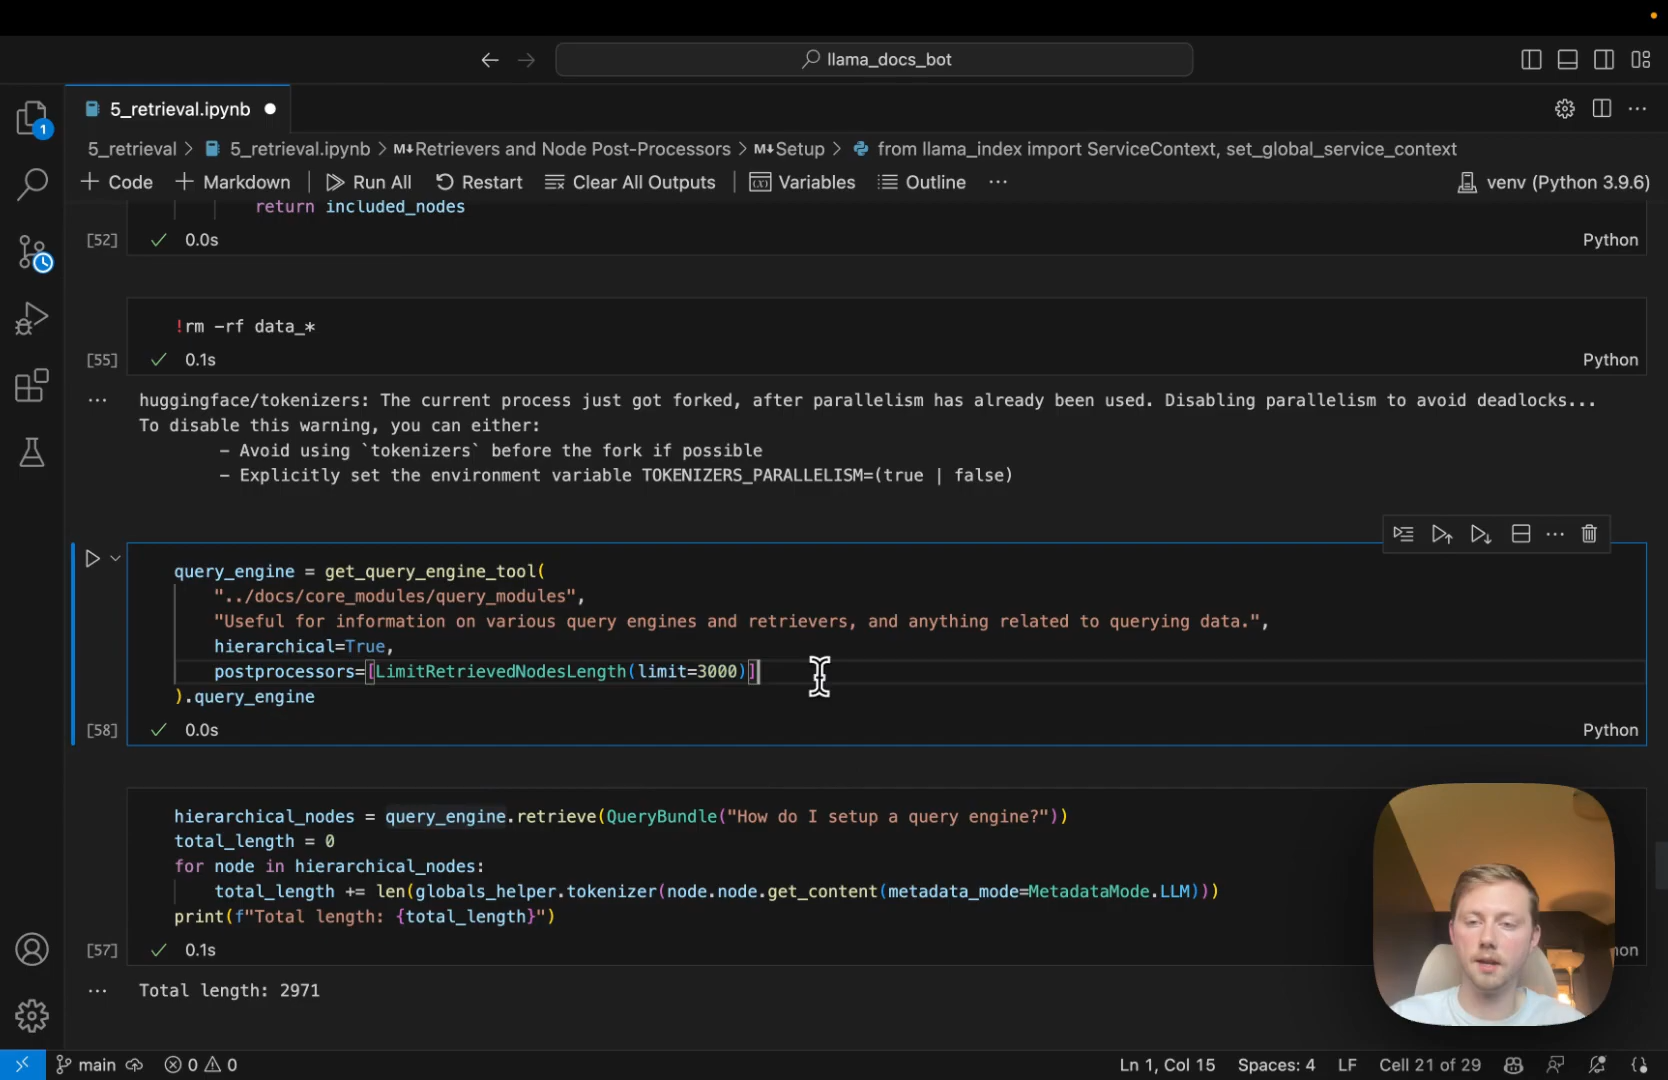 llama_docs_bot
5_retrieval.ipynb
1
5_retrieval > 5_retrieval.ipynb > M↓Retrievers and Node Post-Processors > M↓Setup > from llama_index import ServiceContext, set_global_service_context
+ Code + Markdown | Run All Restart Clear All Outputs | Variables Outline ··· venv (Python 3.9.6)
return included_nodes
[52] 0.0s Python
!rm -rf data_*
[55] 0.1s Python
··· huggingface/tokenizers: The current process just got forked, after parallelism has already been used. Disabling parallelism to avoid deadlocks...
To disable this warning, you can either:
- Avoid using `tokenizers` before the fork if possible
- Explicitly set the environment variable TOKENIZERS_PARALLELISM=(true | false)
query_engine = get_query_engine_tool(
"../docs/core_modules/query_modules",
"Useful for information on various query engines and retrievers, and anything related to querying data.",
hierarchical=True,
postprocessors=[LimitRetrievedNodesLength(limit=3000)]
).query_engine
[58] 0.0s Python
hierarchical_nodes = query_engine.retrieve(QueryBundle("How do I setup a query engine?"))
total_length = 0
for node in hierarchical_nodes:
total_length += len(globals_helper.tokenizer(node.node.get_content(metadata_mode=MetadataMode.LLM)))
print(f"Total length: {total_length}")
[57] 0.1s on
··· Total length: 2971
main 0 0 Ln 1, Col 15 Spaces: 4 LF Cell 21 of 29